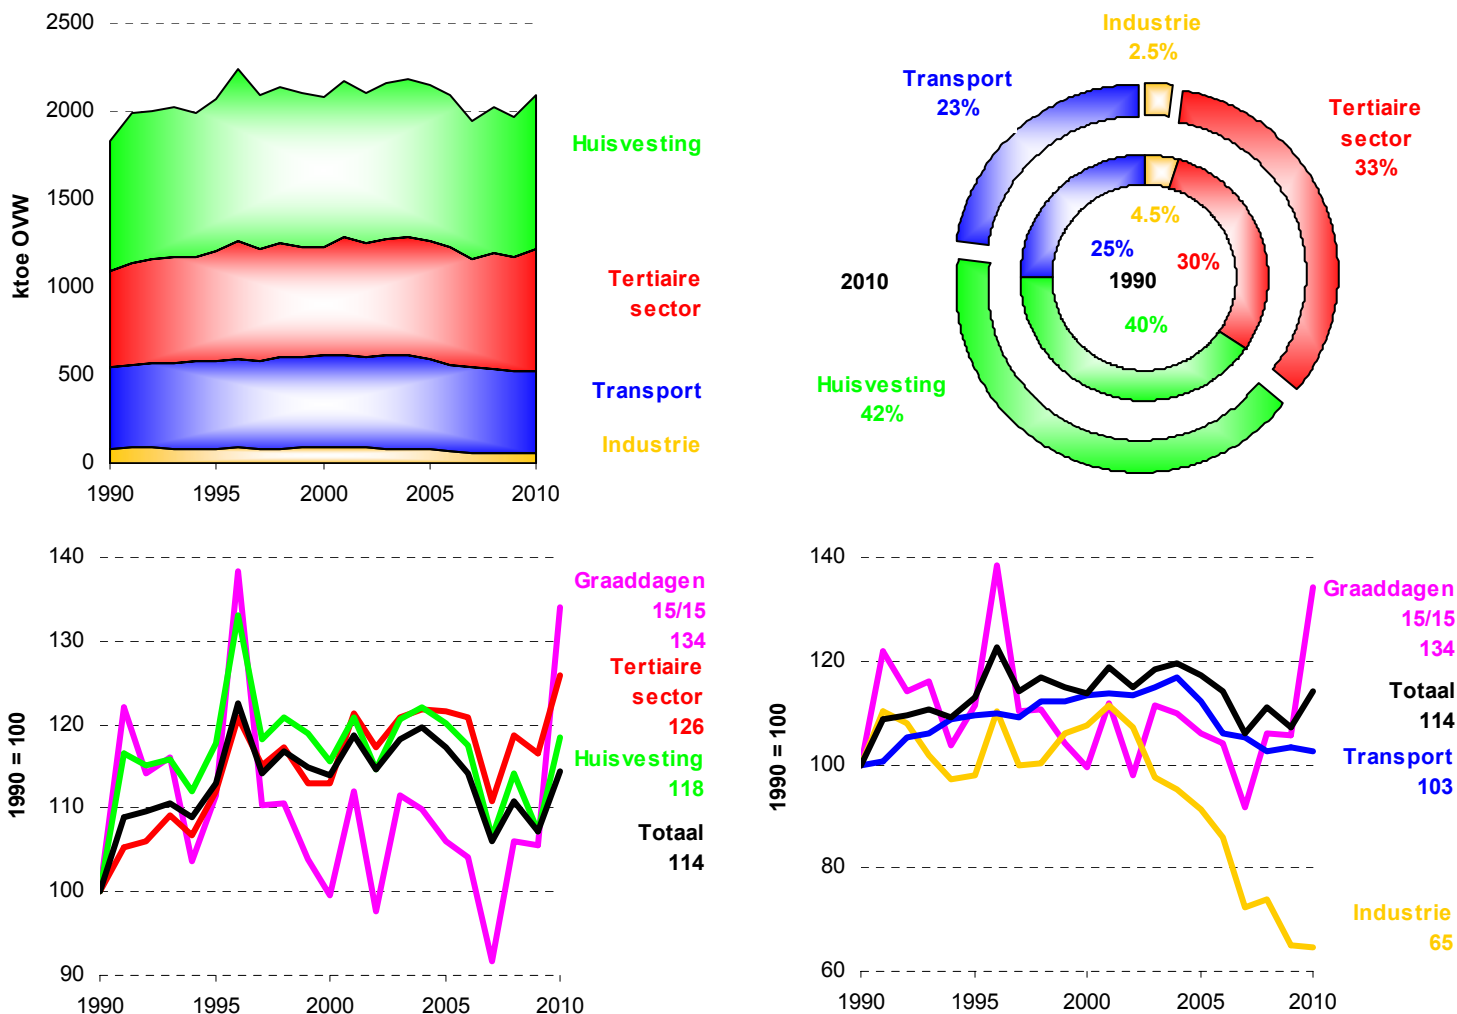 2500
2000
1500
1000
500
0
ktoe OVW
1990
1995
2000
2005
2010
Huisvesting
Tertiaire
sector
Transport
Industrie
Industrie
2.5%
Transport
23%
Tertiaire
sector
33%
4.5%
25%
30%
2010
1990
40%
Huisvesting
42%
140
130
120
110
100
90
1990 = 100
1990
1995
2000
2005
2010
Graaddagen
15/15
134
Tertiaire
sector
126
Huisvesting
118
Totaal
114
140
120
100
80
60
1990 = 100
1990
1995
2000
2005
2010
Graaddagen
15/15
134
Totaal
114
Transport
103
Industrie
65